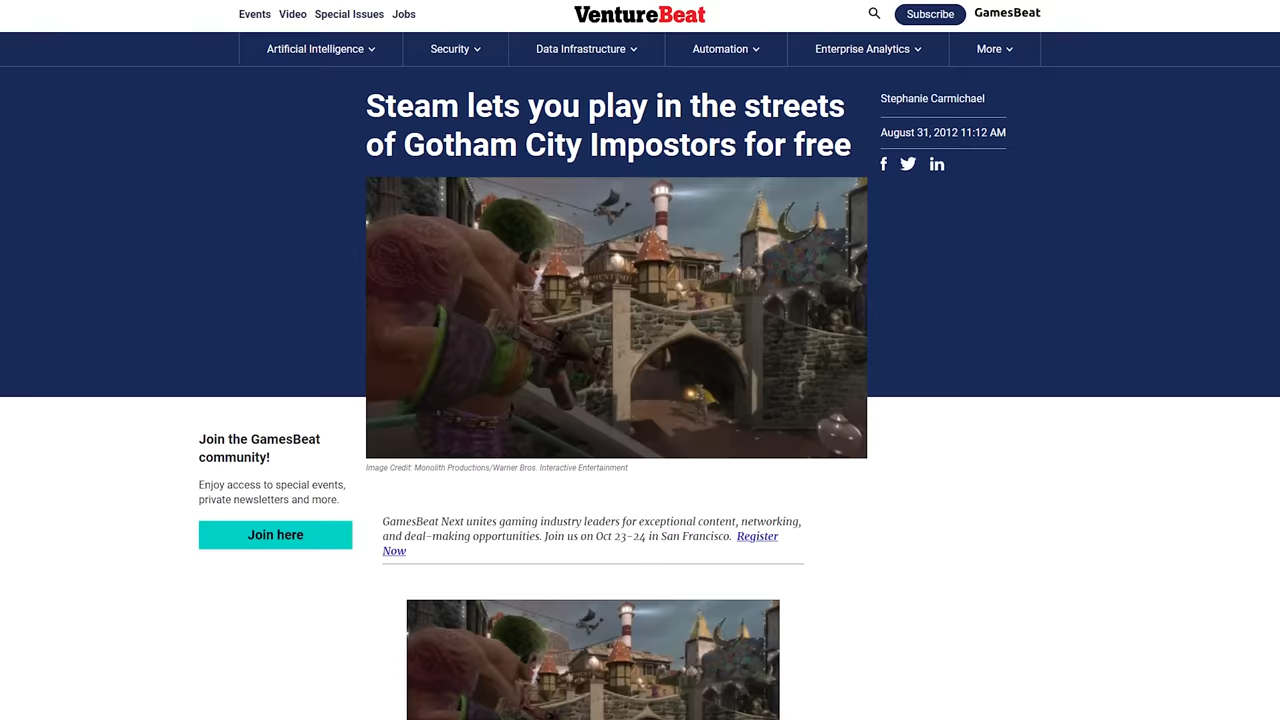 Events Video Special Issues Jobs
VentureBeat
Subscribe
GamesBeat
Artificial Intelligence
Security
Data Infrastructure
Automation
Enterprise Analytics
More
Steam lets you play in the streets
of Gotham City Impostors for free
Stephanie Carmichael
August 31, 2012 11:12 AM
Image Credit: Monolith Productions/Warner Bros. Interactive Entertainment
Join the GamesBeat
community!
Enjoy access to special events,
private newsletters and more.
Join here
GamesBeat Next unites gaming industry leaders for exceptional content, networking,
and deal-making opportunities. Join us on Oct 23-24 in San Francisco. Register
Now